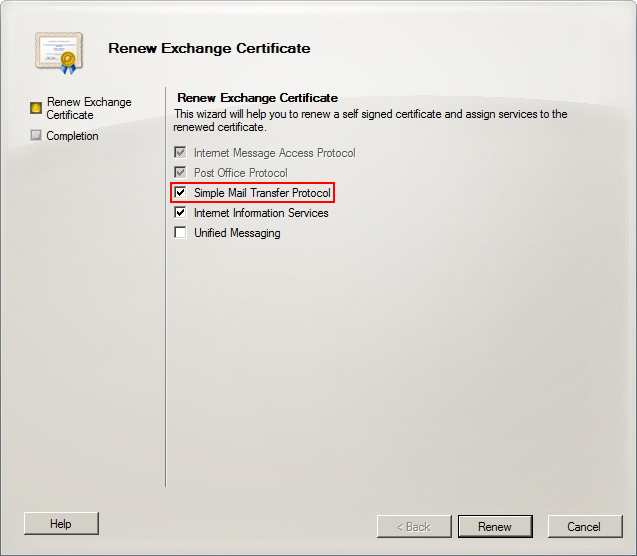 Renew Exchange Certificate
Renew Exchange
Certificate
Completion
Renew Exchange Certificate
This wizard will help you to renew a self signed certificate and assign services to the
renewed certificate.
Internet Message Access Protocol
Post Office Protocol
Simple Mail Transfer Protocol
Internet Information Services
Unified Messaging
Help
< Back
Renew
Cancel